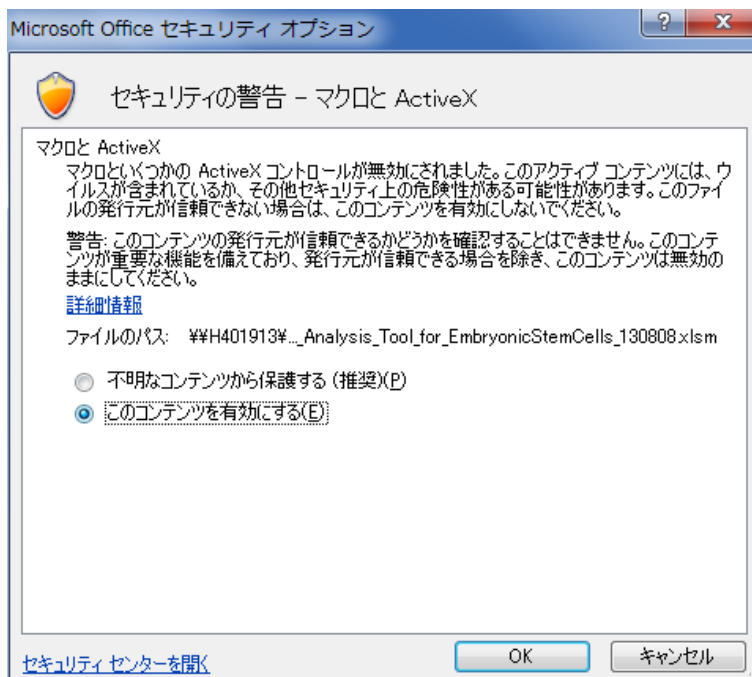 Microsoft Office セキュリティ オプション
セキュリティの警告 - マクロと ActiveX
マクロと ActiveX
マクロといくつかの ActiveX コントロールが無効にされました。このアクティブ コンテンツには、ウ
イルスが含まれているか、その他セキュリティ上の危険性がある可能性があります。このファイ
ルの発行元が信頼できない場合は、このコンテンツを有効にしないでください。
警告: このコンテンツの発行元が信頼できるかどうかを確認することはできません。このコンテ
ンツが重要な機能を備えており、発行元が信頼できる場合を除き、このコンテンツは無効の
ままにしてください。
詳細情報
ファイルのパス: ¥¥H401913¥..._Analysis_Tool_for_EmbryonicStemCells_130808.xlsm
不明なコンテンツから保護する (推奨)(P)
このコンテンツを有効にする(E)
セキュリティ センターを開く
OK
キャンセル